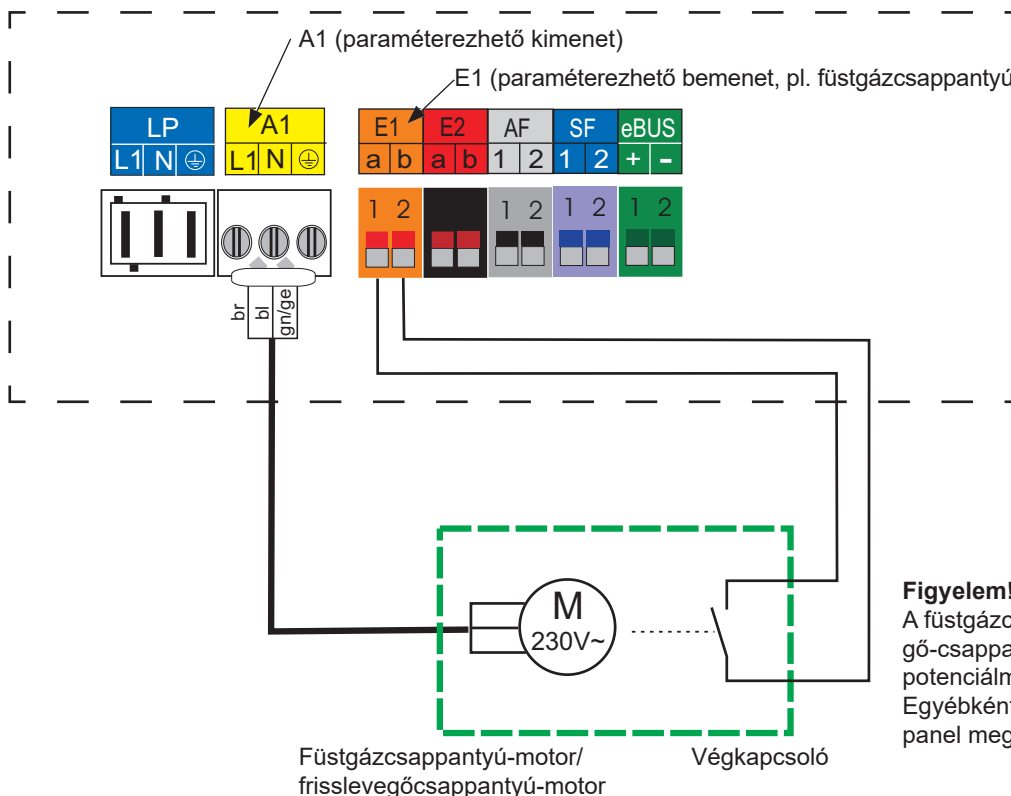 A1 (paraméterezhető kimenet)
E1 (paraméterezhető bemenet, pl. füstgázcsappantyú
LP A1 E1 E2 AF SF eBUS
L1 N L1 N a b a b 1 2 1 2 + -
1 2 1 2 1 2 1 2
br
bl
gn/ge
M
230V~
Füstgázcsappantyú-motor/
frisslevegőcsappantyú-motor
Végkapcsoló
Figyelem!
A füstgázc
gő-csappa
potenciálm
Egyébként
panel meg